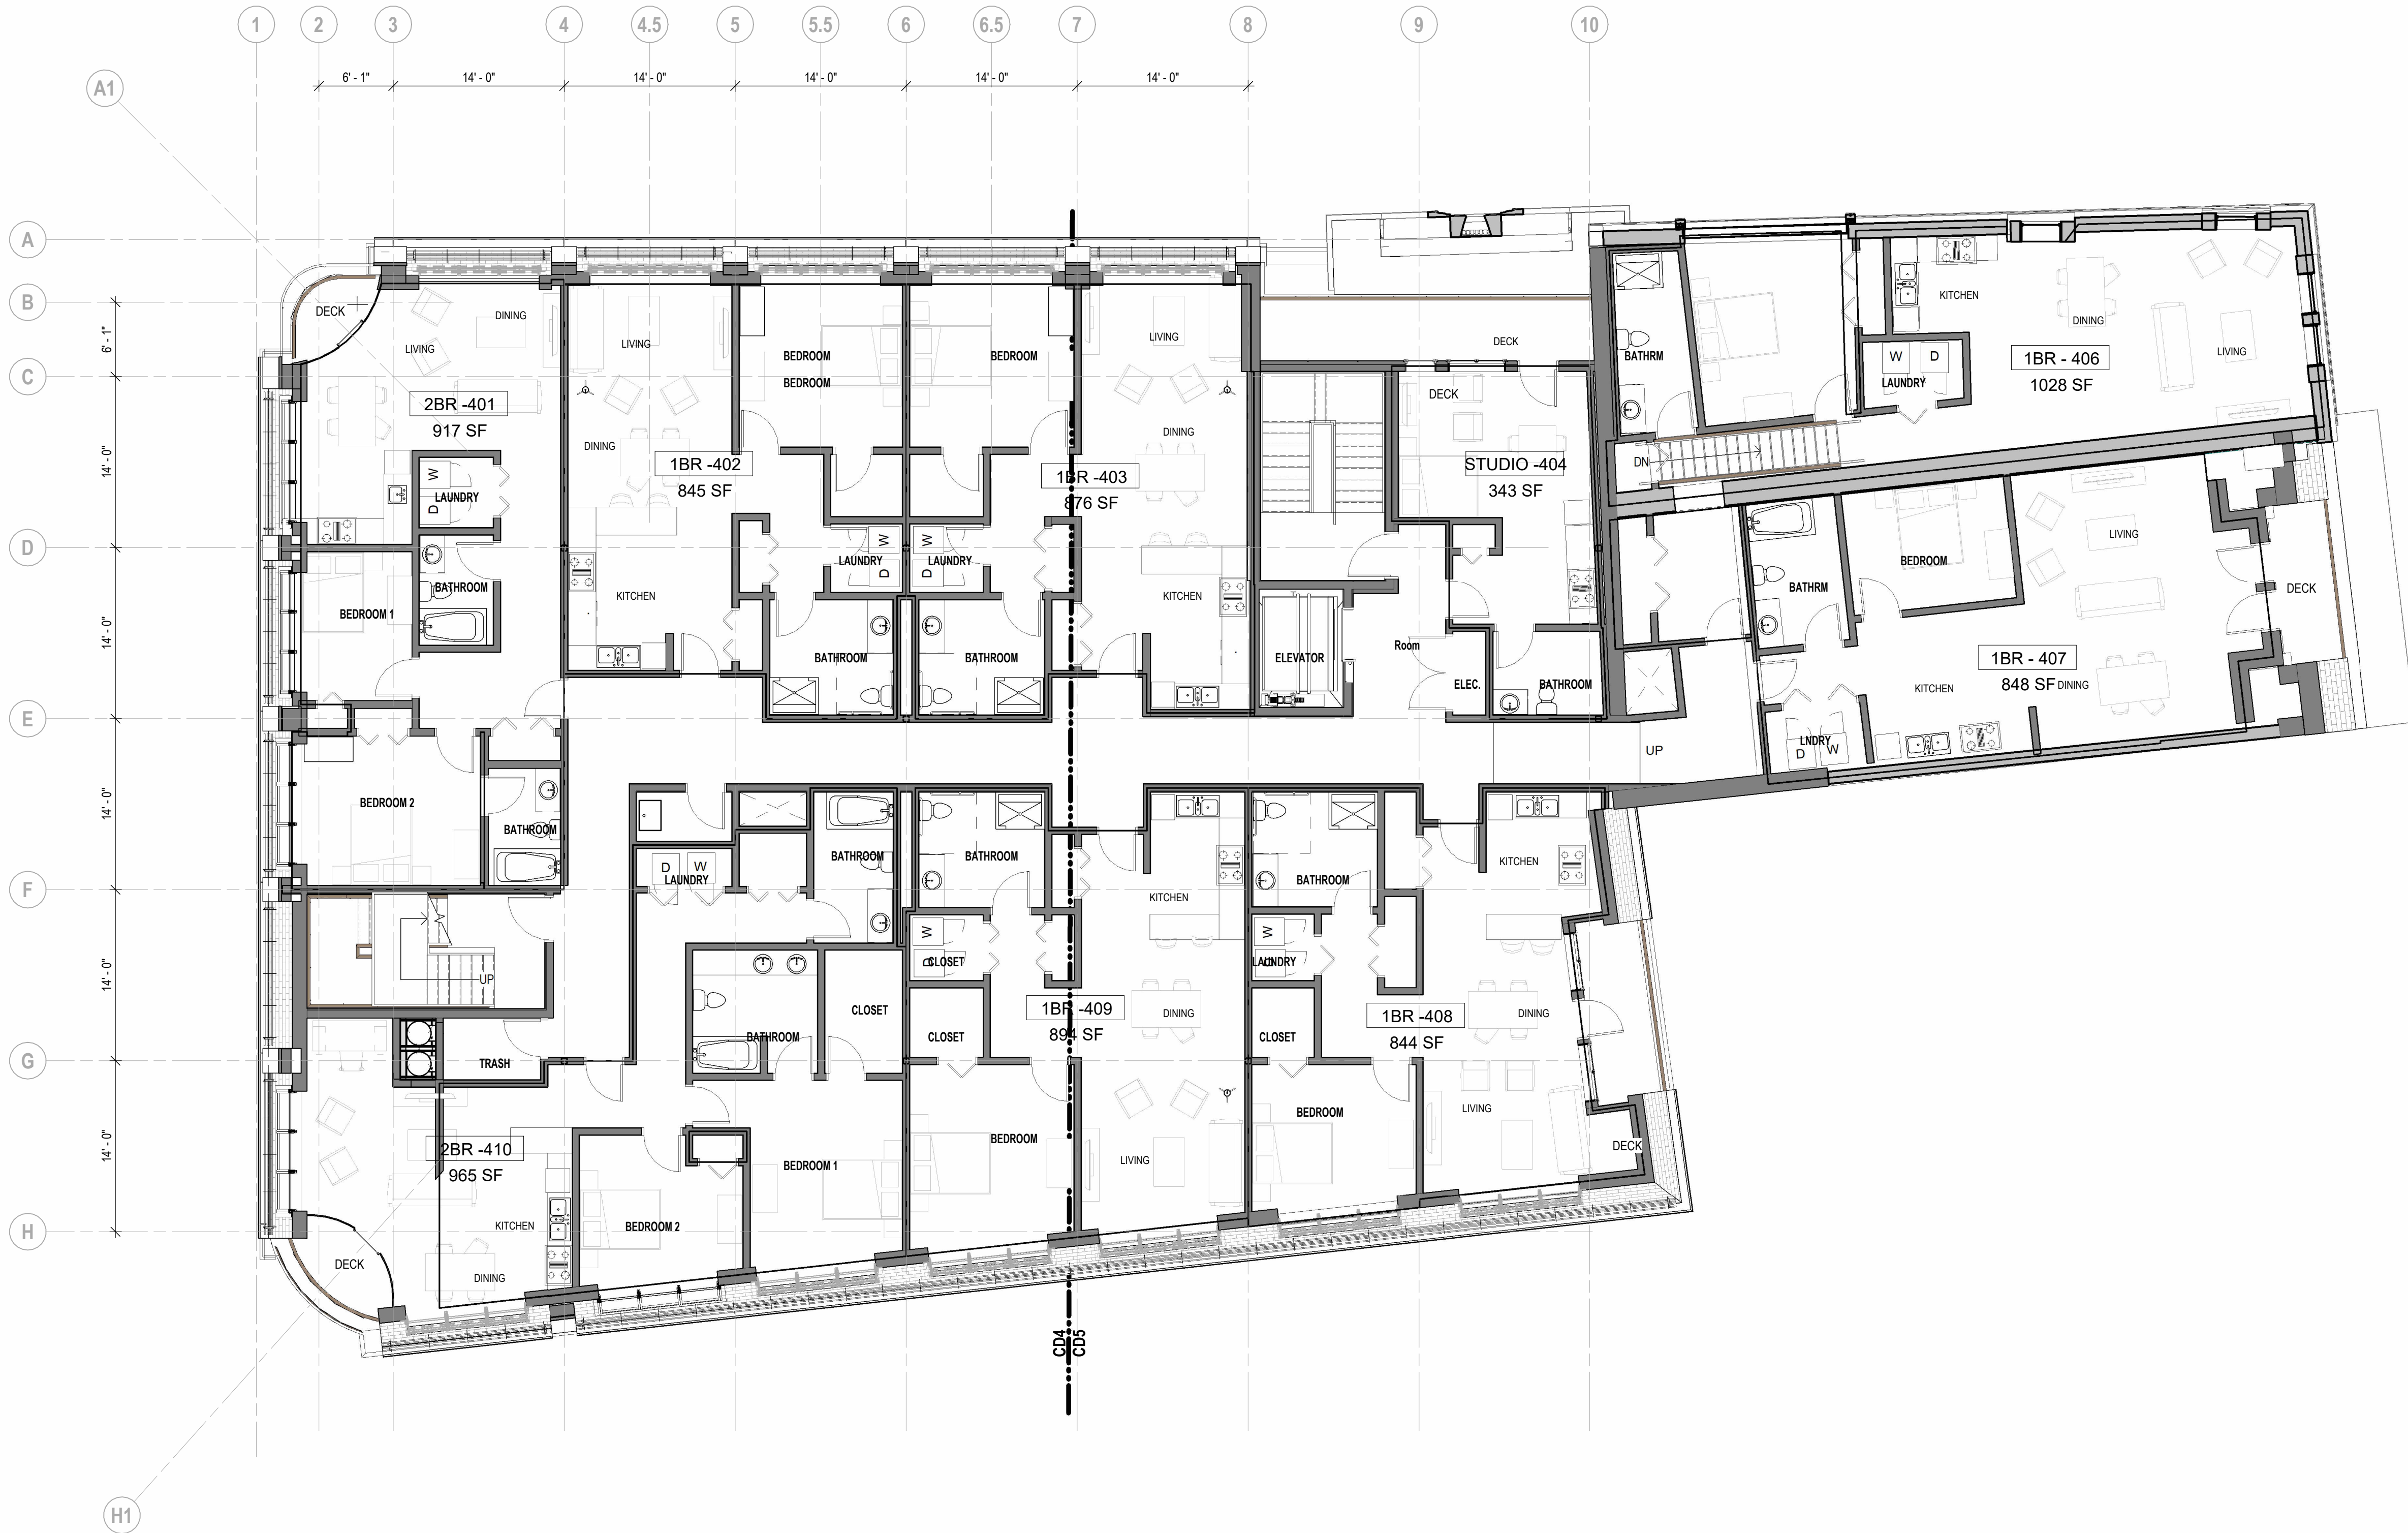 1
2
3
4
4.5
5
5.5
6
6.5
7
8
9
10
6' - 1"
14' - 0"
14' - 0"
14' - 0"
14' - 0"
14' - 0"
A1
A
B
C
D
E
F
G
H
H1
6' - 1"
14' - 0"
14' - 0"
14' - 0"
14' - 0"
14' - 0"
DECK
DINING
LIVING
2BR -401
917 SF
W
D
LAUNDRY
BATHROOM
BEDROOM 1
BEDROOM 2
BATHROOM
LIVING
DINING
1BR -402
845 SF
KITCHEN
BEDROOM
BEDROOM
W
D
LAUNDRY
BATHROOM
BEDROOM
LIVING
DINING
1BR -403
876 SF
W
D
LAUNDRY
KITCHEN
BATHROOM
DECK
DECK
STUDIO -404
343 SF
ELEVATOR
Room
ELEC.
BATHROOM
BATHRM
DN
KITCHEN
DINING
LIVING
W
D
LAUNDRY
1BR - 406
1028 SF
BATHRM
BEDROOM
LIVING
DECK
1BR - 407
848 SF
DINING
KITCHEN
LNDRY
D
W
UP
UP
TRASH
D
W
LAUNDRY
BATHROOM
BATHROOM
CLOSET
2BR -410
965 SF
KITCHEN
DINING
DECK
BEDROOM 2
BEDROOM 1
BATHROOM
W
D
CLOSET
CLOSET
KITCHEN
1BR -409
894 SF
DINING
BEDROOM
LIVING
BATHROOM
W
LAUNDRY
CLOSET
KITCHEN
1BR -408
844 SF
DINING
BEDROOM
LIVING
DECK
CD4
CD5